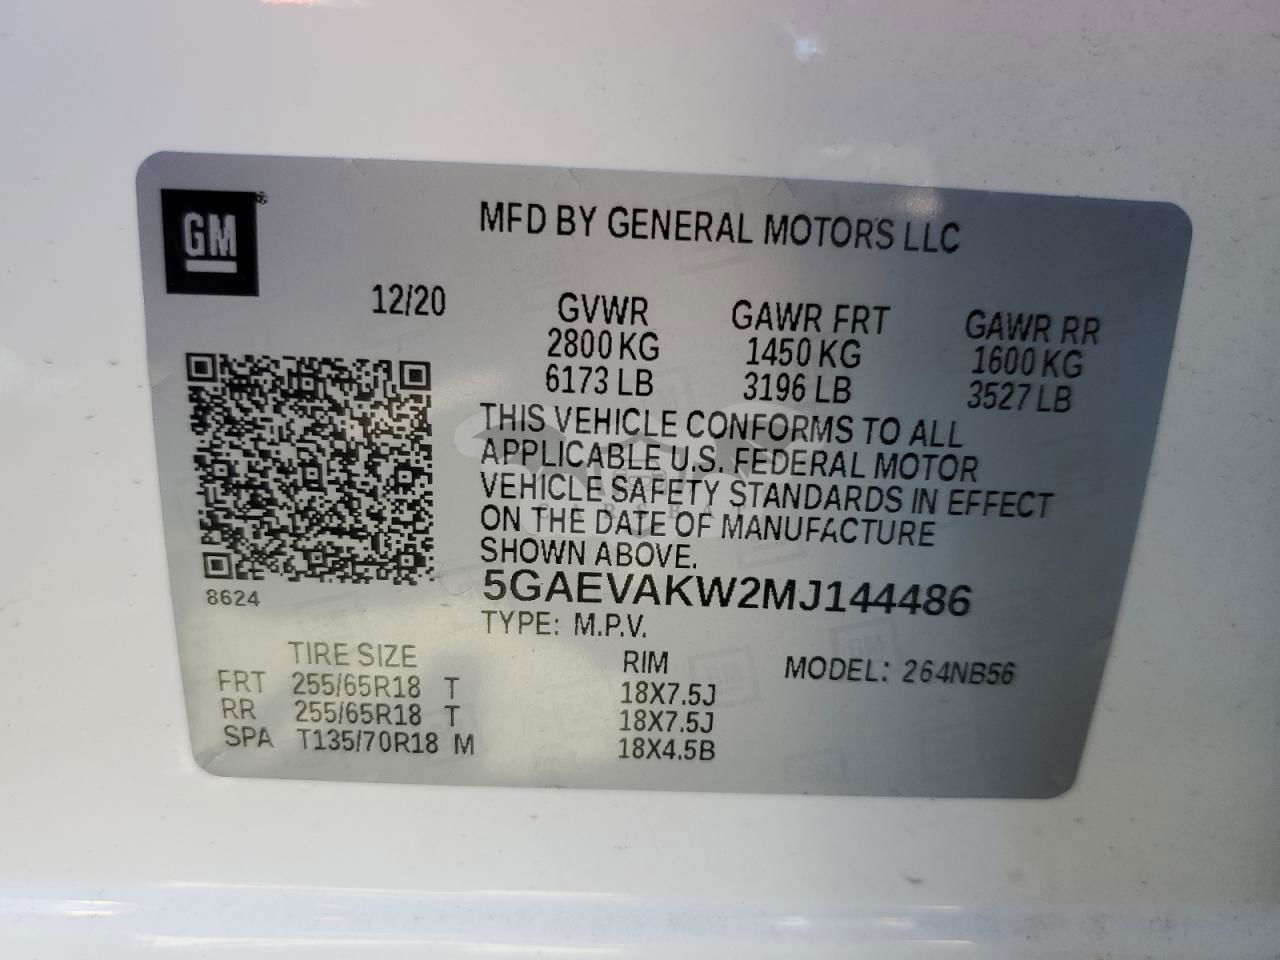 GM®
MFD BY GENERAL MOTORS LLC
12/20
GVWR GAWR FRT GAWR RR
2800 KG 1450 KG 1600 KG
6173 LB 3196 LB 3527 LB
THIS VEHICLE CONFORMS TO ALL
APPLICABLE U.S. FEDERAL MOTOR
VEHICLE SAFETY STANDARDS IN EFFECT
ON THE DATE OF MANUFACTURE
SHOWN ABOVE.
5GAEVAKW2MJ144486
8624
TYPE: M.P.V.
TIRE SIZE RIM MODEL: 264NB56
FRT 255/65R18 T 18X7.5J
RR 255/65R18 T 18X7.5J
SPA T135/70R18 M 18X4.5B